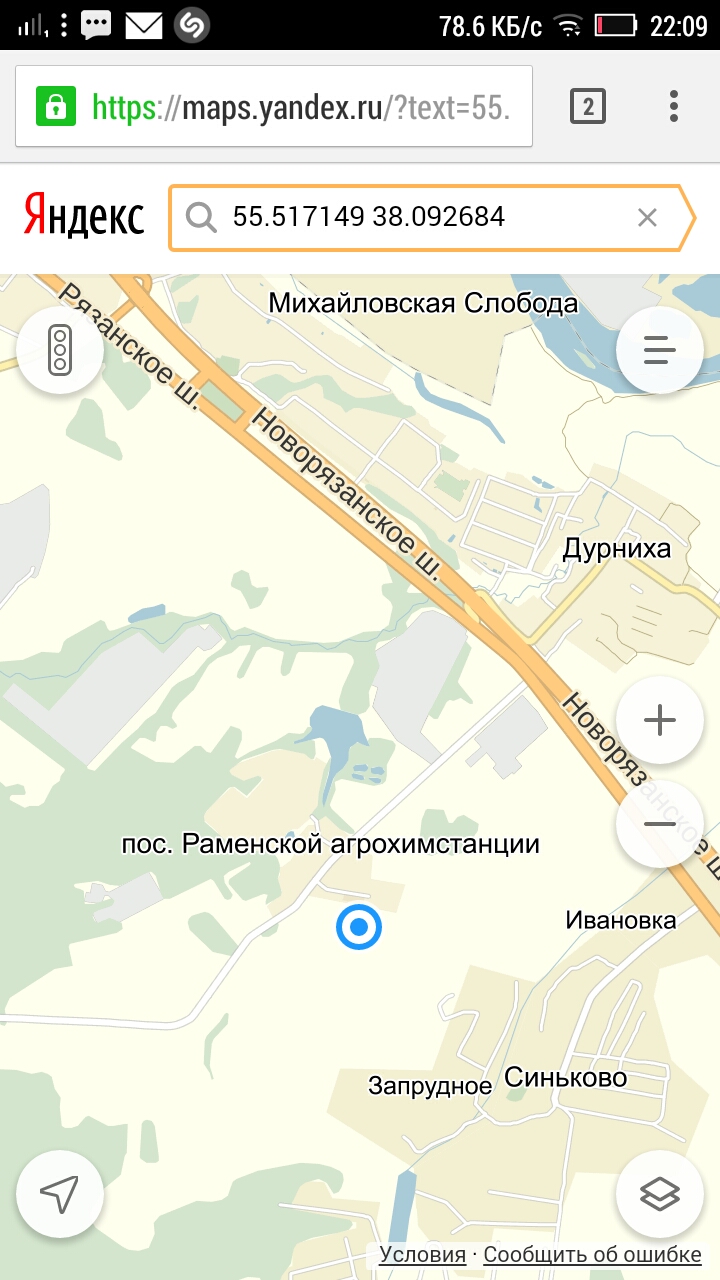 78.6 КБ/с 22:09
https://maps.yandex.ru/?text=55.
2
Яндекс
55.517149 38.092684
Михайловская Слобода
Рязанское ш.
Новорязанское ш.
Дурниха
Новорязанское ш
пос. Раменской агрохимстанции
Ивановка
Запрудное
Синьково
Условия · Сообщить об ошибке